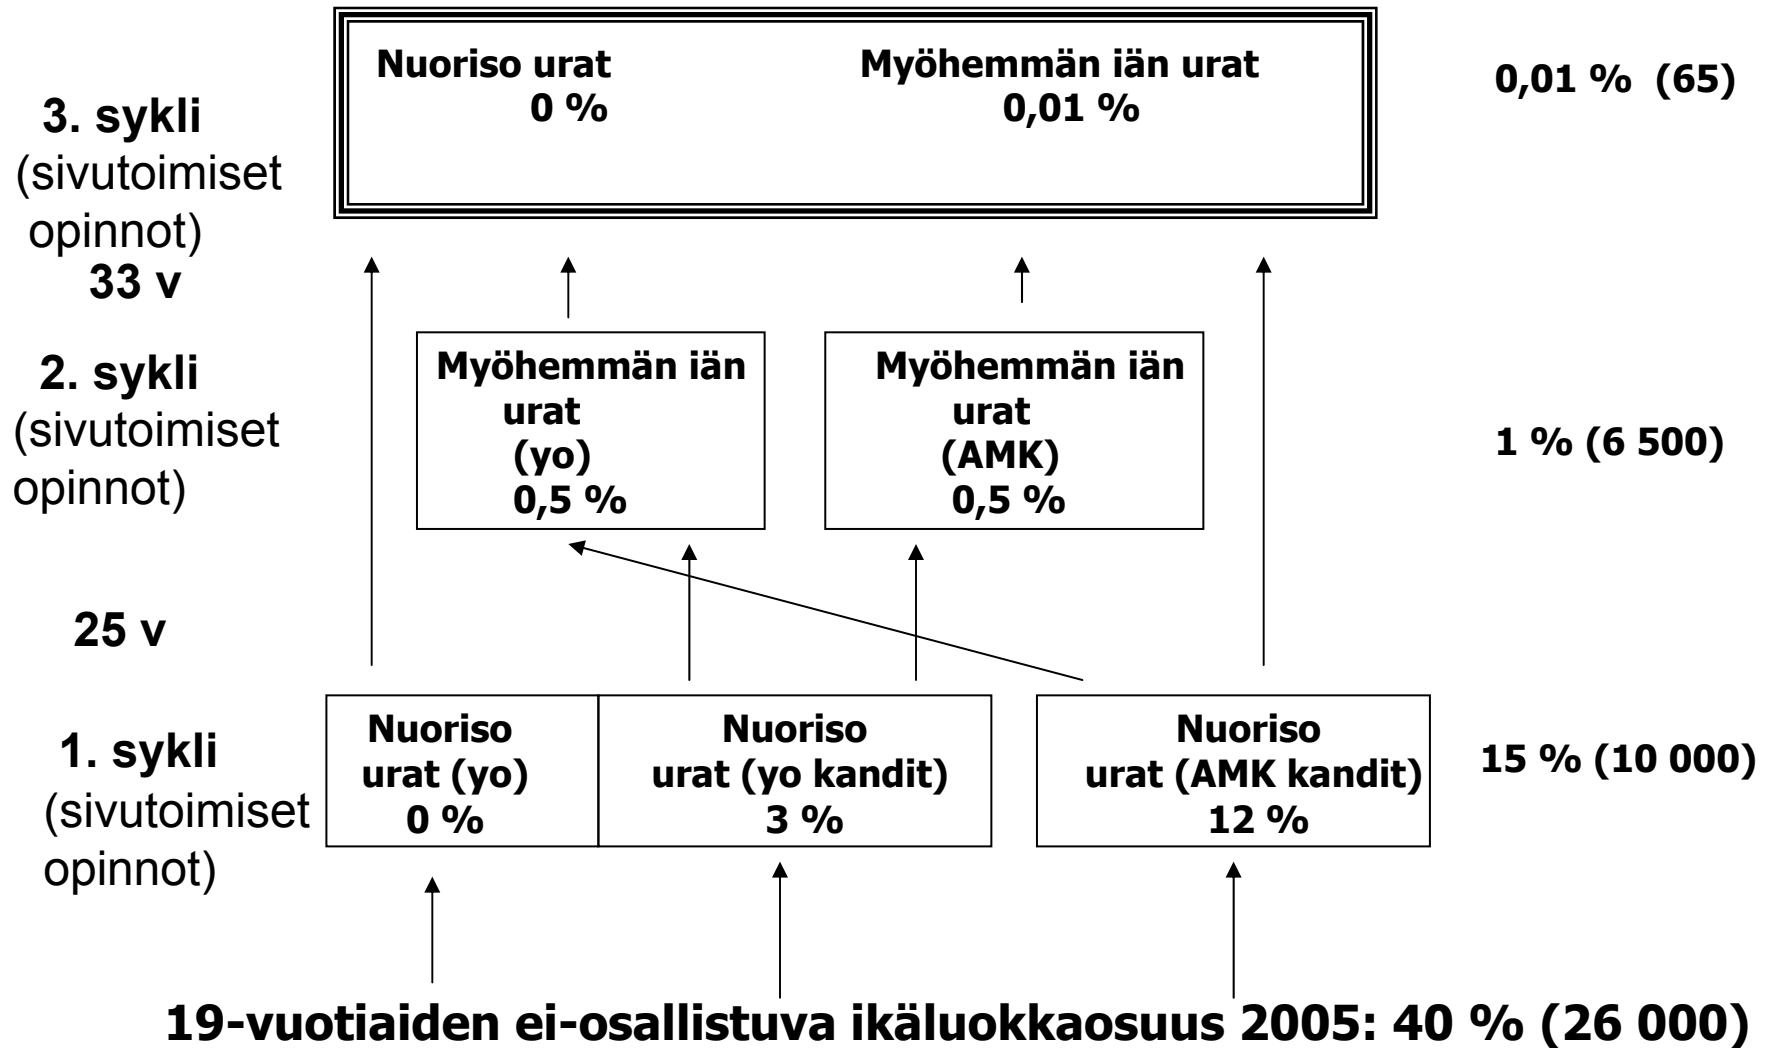 Nuoriso urat
0 %
Myöhemmän iän urat
0,01 %
0,01 % (65)
3. sykli
(sivutoimiset
opinnot)
33 v
2. sykli
(sivutoimiset
opinnot)
Myöhemmän iän
urat
(yo)
0,5 %
Myöhemmän iän
urat
(AMK)
0,5 %
1 % (6 500)
25 v
1. sykli
(sivutoimiset
opinnot)
Nuoriso
urat (yo)
0 %
Nuoriso
urat (yo kandit)
3 %
Nuoriso
urat (AMK kandit)
12 %
15 % (10 000)
19-vuotiaiden ei-osallistuva ikäluokkaosuus 2005: 40 % (26 000)